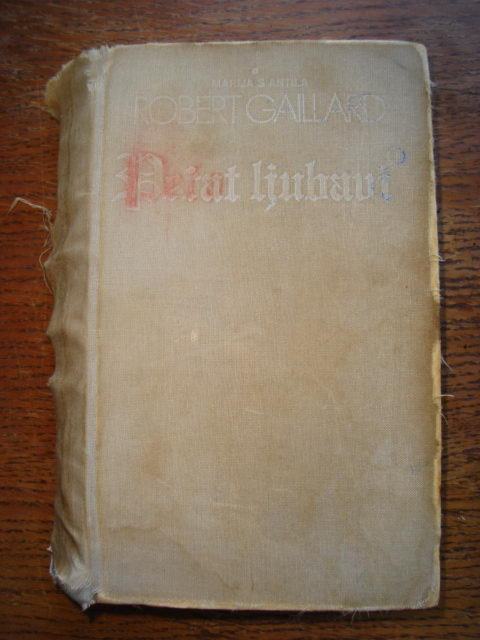 MARIJA S ANTILA
ROBERT GAILLARD
Pečat ljubavi